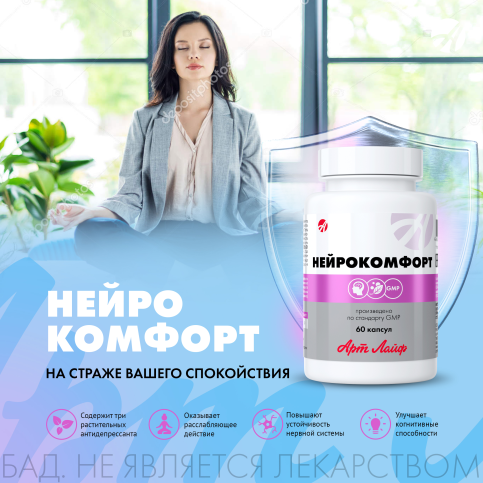 depositphotos
НЕЙРОКОМФОРТ
GMP
произведено
по стандарту GMP
60 капсул
Арт Лайф
НЕЙРО
КОМФОРТ
НА СТРАЖЕ ВАШЕГО СПОКОЙСТВИЯ
Содержит три
растительных
антидепрессанта
Оказывает
расслабляющее
действие
Повышают
устойчивость
нервной системы
Улучшает
когнитивные
способности
БАД. НЕ ЯВЛЯЕТСЯ ЛЕКАРСТВОМ